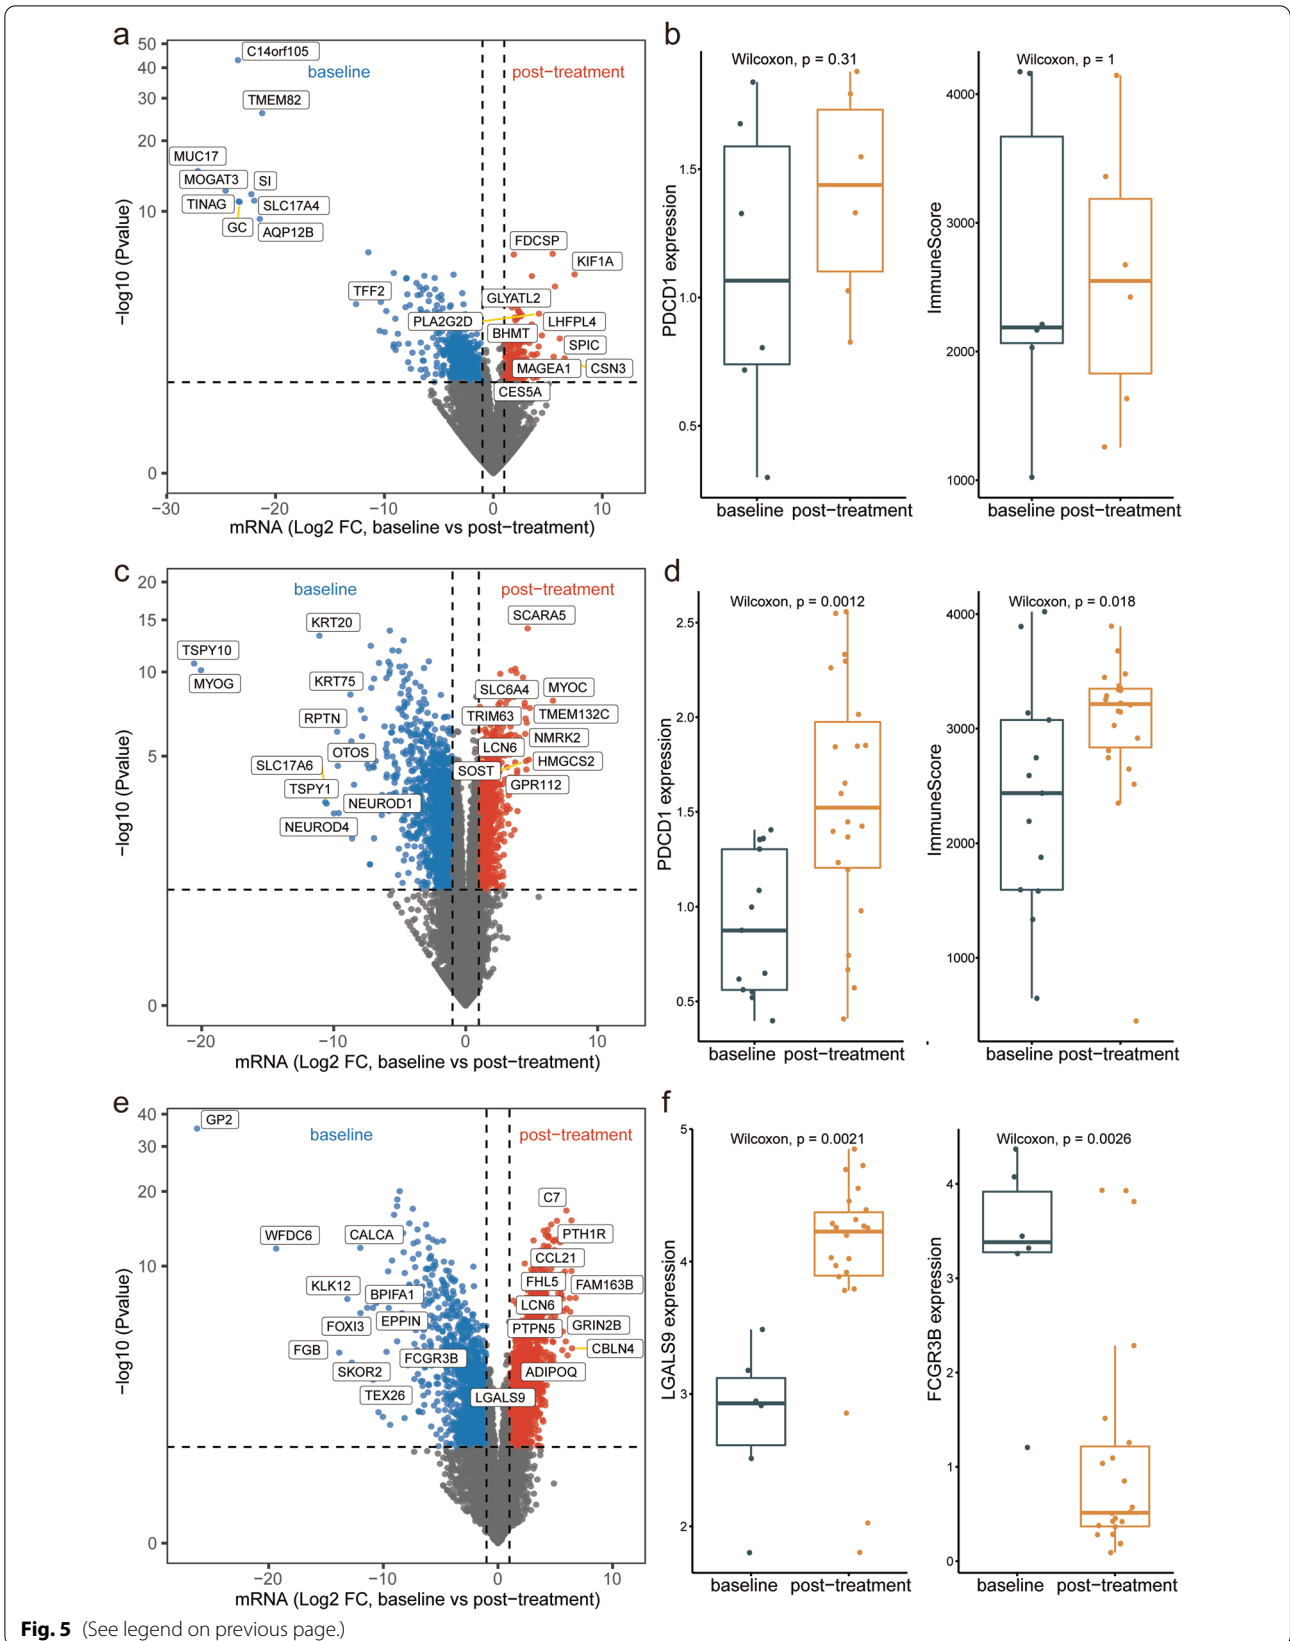 a
50
40
30
20
10
0
−log10 (Pvalue)
baseline
post−treatment
C14orf105
TMEM82
MUC17
MOGAT3
SI
TINAG
SLC17A4
GC
AQP12B
TFF2
FDCSP
KIF1A
GLYATL2
PLA2G2D
LHFPL4
BHMT
SPIC
MAGEA1
CSN3
CES5A
−30
−20
−10
0
10
mRNA (Log2 FC, baseline vs post−treatment)
b
Wilcoxon, p = 0.31
PDCD1 expression
1.5
1.0
0.5
baseline post−treatment
Wilcoxon, p = 1
ImmuneScore
4000
3000
2000
1000
baseline post−treatment
c
20
15
10
5
0
−log10 (Pvalue)
baseline
post−treatment
KRT20
SCARA5
TSPY10
MYOG
KRT75
SLC6A4
MYOC
RPTN
TRIM63
TMEM132C
OTOS
LCN6
NMRK2
SLC17A6
SOST
HMGCS2
TSPY1
GPR112
NEUROD1
NEUROD4
−20
−10
0
10
mRNA (Log2 FC, baseline vs post−treatment)
d
Wilcoxon, p = 0.0012
PDCD1 expression
2.5
2.0
1.5
1.0
0.5
baseline post−treatment
Wilcoxon, p = 0.018
ImmuneScore
4000
3000
2000
1000
baseline post−treatment
e
40
30
20
10
0
−log10 (Pvalue)
baseline
post−treatment
GP2
C7
WFDC6
CALCA
PTH1R
CCL21
KLK12
BPIFA1
FHL5
FAM163B
LCN6
FOXI3
EPPIN
PTPN5
GRIN2B
FGB
FCGR3B
CBLN4
SKOR2
ADIPOQ
TEX26
LGALS9
−20
−10
0
10
mRNA (Log2 FC, baseline vs post−treatment)
f
Wilcoxon, p = 0.0021
LGALS9 expression
5
4
3
2
baseline post−treatment
Wilcoxon, p = 0.0026
FCGR3B expression
4
3
2
1
0
baseline post−treatment
Fig. 5 (See legend on previous page.)